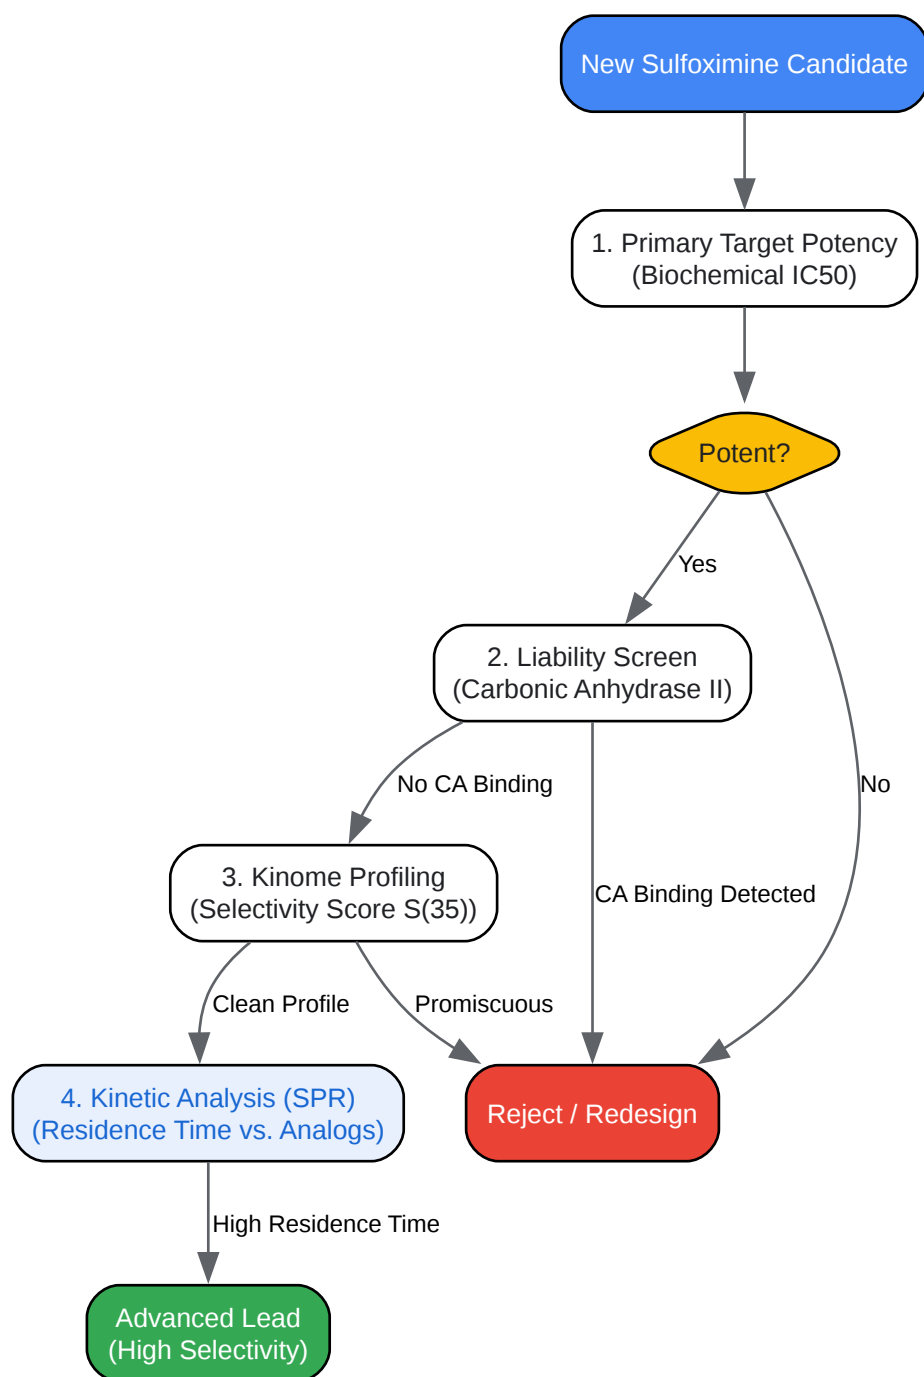 New Sulfoximine Candidate
1. Primary Target Potency
(Biochemical IC50)
Potent?
Yes
2. Liability Screen
(Carbonic Anhydrase II)
No
No CA Binding
3. Kinome Profiling
(Selectivity Score S(35))
CA Binding Detected
Clean Profile
Promiscuous
4. Kinetic Analysis (SPR)
(Residence Time vs. Analogs)
Reject / Redesign
High Residence Time
Advanced Lead
(High Selectivity)